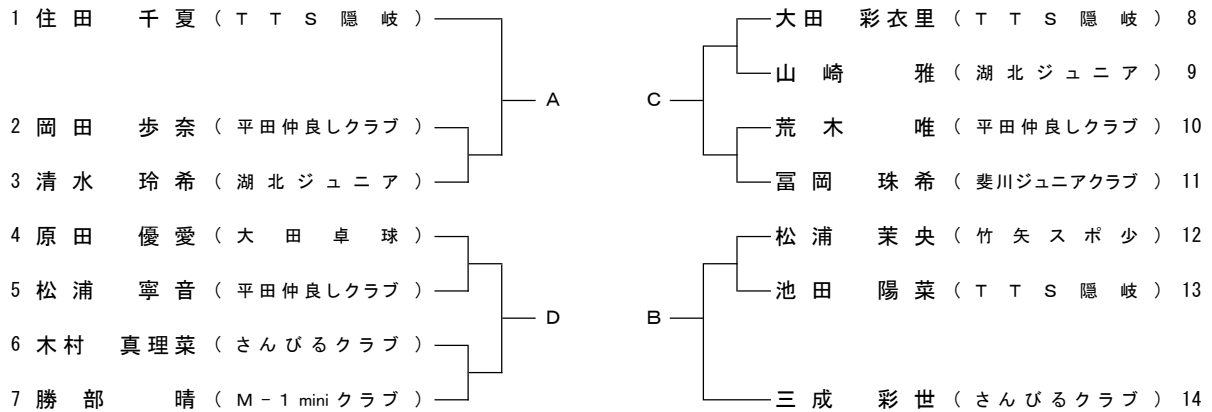 1 住田 千夏 (TTS隠岐)
2 岡田 歩奈 (平田仲良しクラブ)
3 清水 玲希 (湖北ジュニア)
4 原田 優愛 (大田卓球)
5 松浦 寧音 (平田仲良しクラブ)
6 木村 真理菜 (さんびるクラブ)
7 勝部 晴 (M-1 miniクラブ)
A
D
C
B
大田 彩衣里 (TTS隠岐) 8
山崎 雅 (湖北ジュニア) 9
荒木 唯 (平田仲良しクラブ) 10
冨岡 珠希 (斐川ジュニアクラブ) 11
松浦 茉央 (竹矢スポ少) 12
池田 陽菜 (TTS隠岐) 13
三成 彩世 (さんびるクラブ) 14